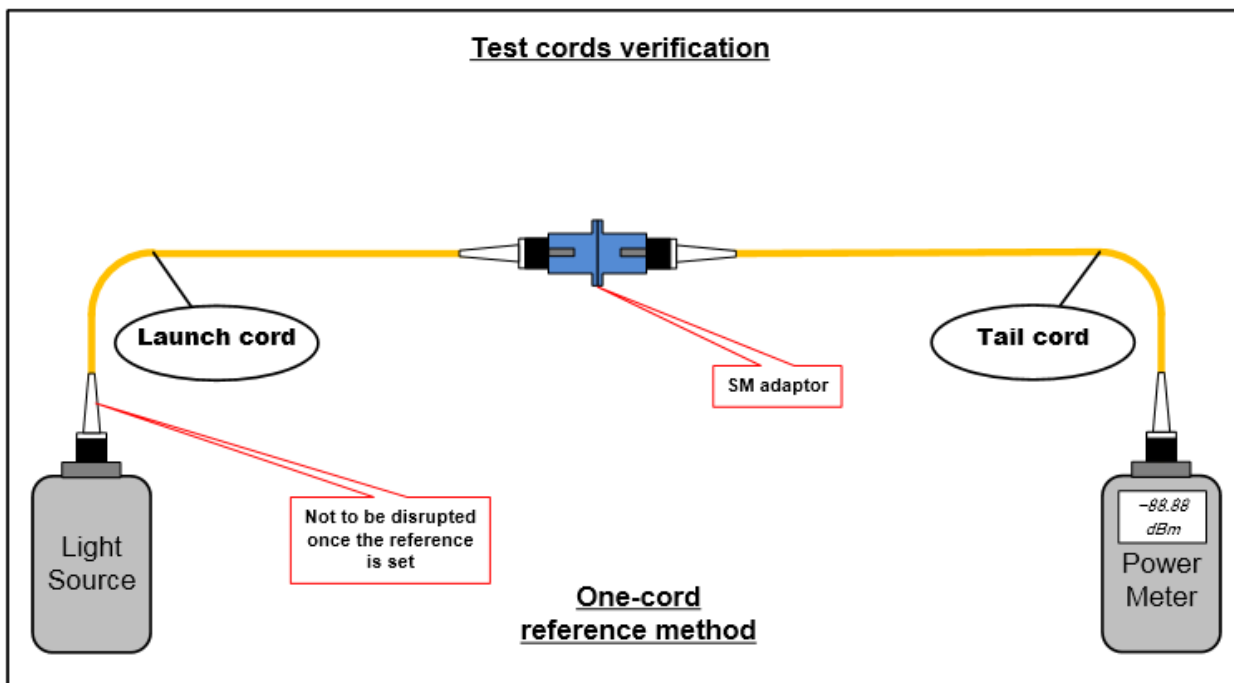 Test cords verification
Launch cord
Tail cord
SM adaptor
Not to be disrupted
once the reference
is set
Light
Source
-88.88
dBm
Power
Meter
One-cord
reference method